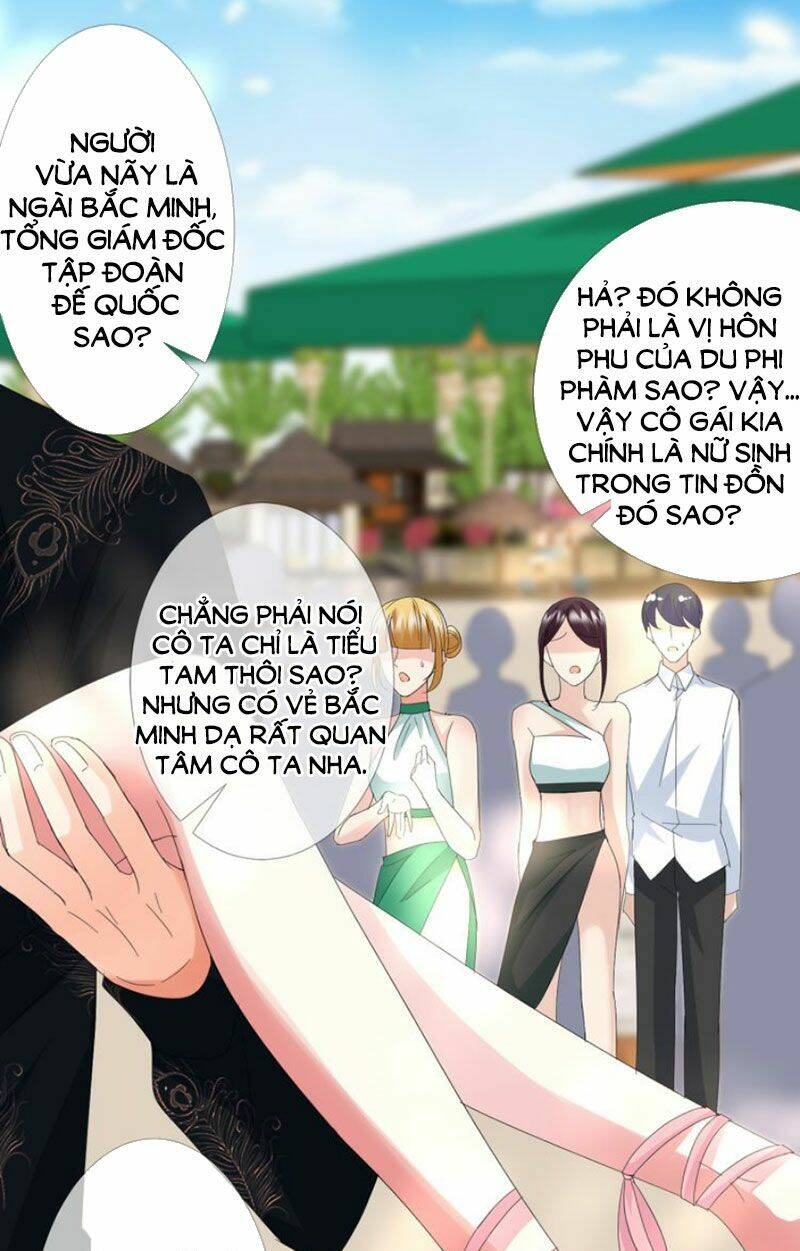 NGƯỜI
VỪA NÃY LÀ
NGÀI BẮC MINH,
TỔNG GIÁM ĐỐC
TẬP ĐOÀN
ĐẾ QUỐC
SAO?
HẢ? ĐÓ KHÔNG
PHẢI LÀ VỊ HÔN
PHU CỦA DU PHI
PHÀM SAO? VẬY...
VẬY CÔ GÁI KIA
CHÍNH LÀ NỮ SINH
TRONG TIN ĐỒN
ĐÓ SAO?
CHẲNG PHẢI NÓI
CÔ TA CHỈ LÀ TIỂU
TAM THÔI SAO?
NHƯNG CÓ VẺ BẮC
MINH DẠ RẤT QUAN
TÂM CÔ TA NHA.